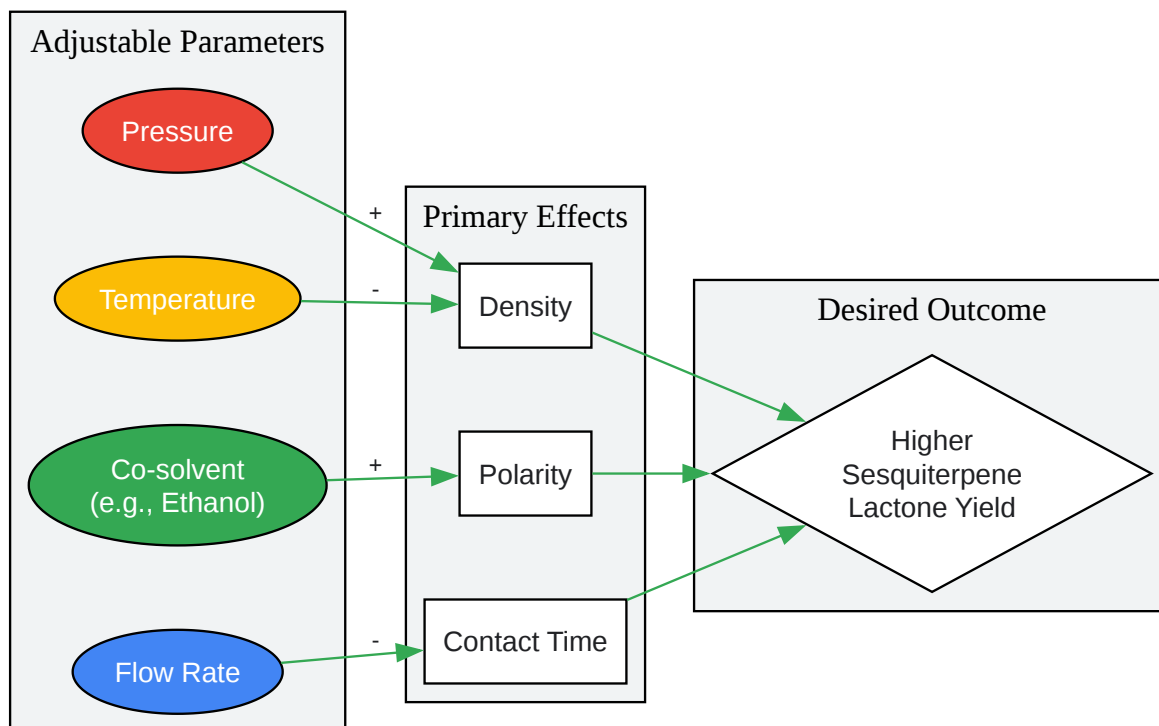 Adjustable Parameters
Pressure
Temperature
Co-solvent
(e.g., Ethanol)
Flow Rate
+
-
+
-
Primary Effects
Density
Polarity
Contact Time
Desired Outcome
Higher
Sesquiterpene
Lactone Yield